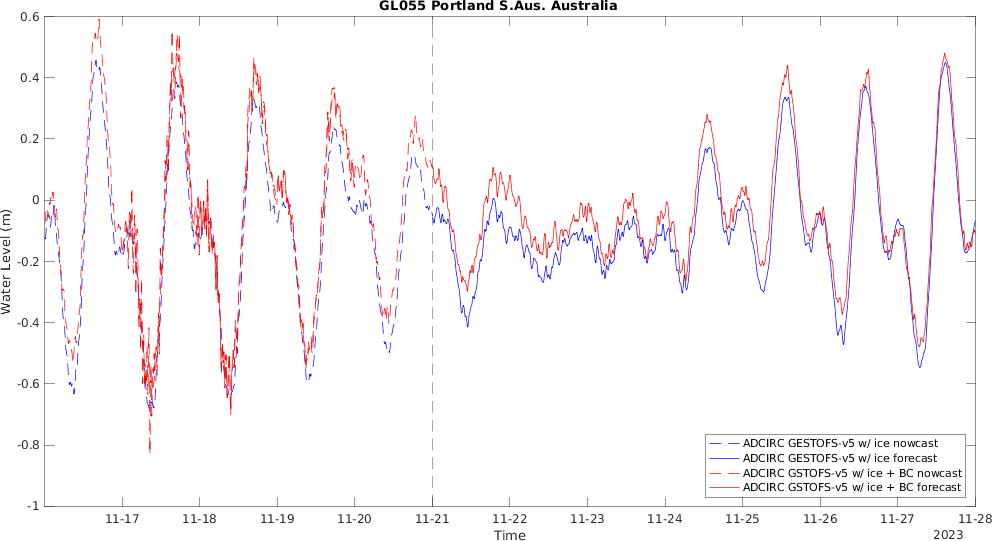 GL055 Portland S.Aus. Australia
0.6
0.4
0.2
0
-0.2
-0.4
-0.6
-0.8
-1
Water Level (m)
ADCIRC GESTOFS-v5 w/ ice nowcast
ADCIRC GESTOFS-v5 w/ ice forecast
ADCIRC GSTOFS-v5 w/ ice + BC nowcast
ADCIRC GSTOFS-v5 w/ ice + BC forecast
11-17 11-18 11-19 11-20 11-21 11-22 11-23 11-24 11-25 11-26 11-27 11-28
Time
2023